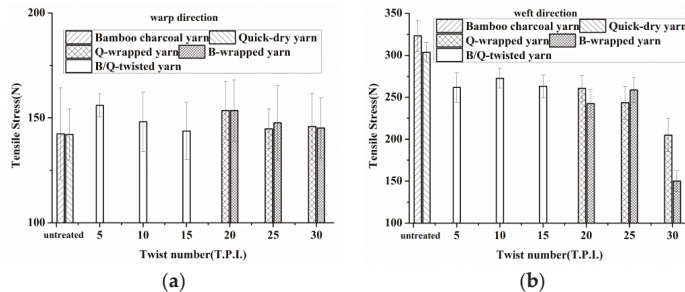 warp direction
Bamboo charcoal yarn Quick-dry yarn
Q-wrapped yarn B-wrapped yarn
B/Q-twisted yarn
Tensile Stress(N)
200
150
100
untreated 5 10 15 20 25 30
Twist number(T.P.I.)
(a)
weft direction
Bamboo charcoal yarn Quick-dry yarn
Q-wrapped yarn B-wrapped yarn
B/Q-twisted yarn
Tensile Stress(N)
350
300
250
200
150
100
untreated 5 10 15 20 25 30
Twist number(T.P.I.)
(b)